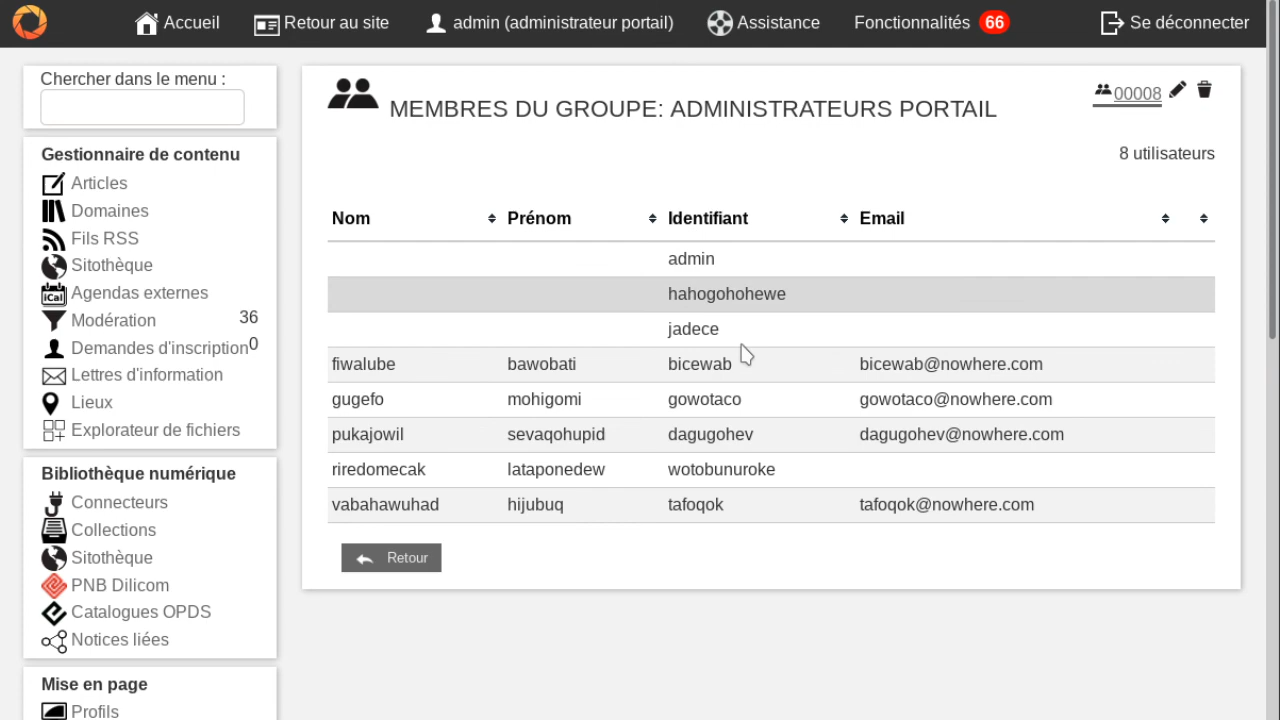 Accueil
Retour au site
admin (administrateur portail)
Assistance
Fonctionnalités 66
Se déconnecter
Chercher dans le menu :
Gestionnaire de contenu
Articles
Domaines
Fils RSS
Sitothèque
iCal Agendas externes
Modération 36
Demandes d'inscription 0
Lettres d'information
Lieux
Explorateur de fichiers
Bibliothèque numérique
Connecteurs
Collections
Sitothèque
PNB Dilicom
Catalogues OPDS
Notices liées
Mise en page
Profils
MEMBRES DU GROUPE: ADMINISTRATEURS PORTAIL
00008
8 utilisateurs
Nom Prénom Identifiant Email
admin
hahogohohewe
jadece
fiwalube bawobati bicewab bicewab@nowhere.com
gugefo mohigomi gowotaco gowotaco@nowhere.com
pukajowil sevaqohupid dagugohev dagugohev@nowhere.com
riredomecak lataponedew wotobunuroke
vabahawuhad hijubuq tafoqok tafoqok@nowhere.com
Retour